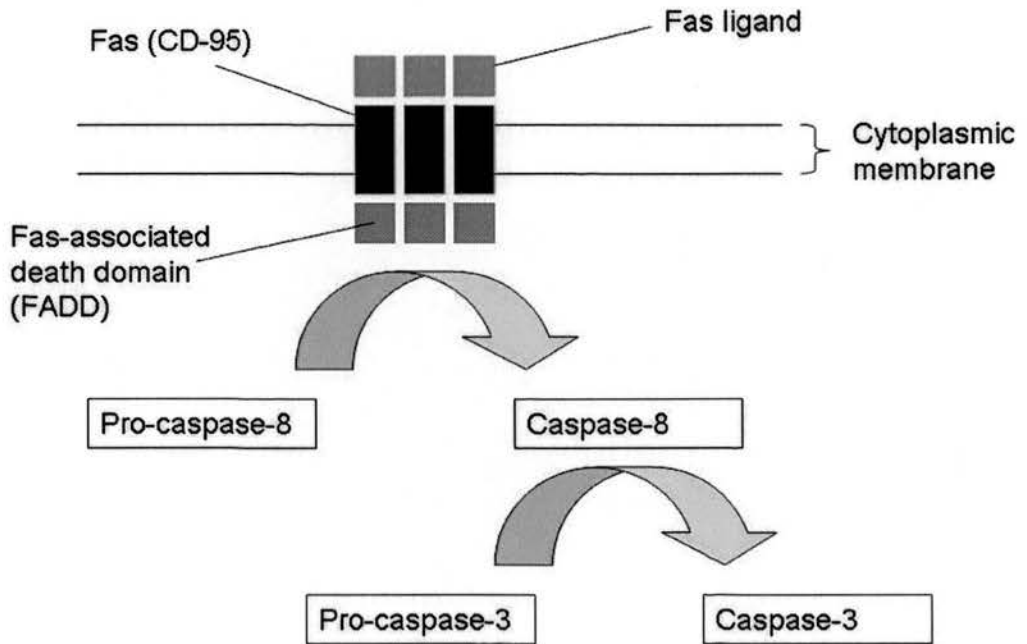 Fas (CD-95)
Fas ligand
Cytoplasmic
membrane
Fas-associated
death domain
(FADD)
Pro-caspase-8
Caspase-8
Pro-caspase-3
Caspase-3